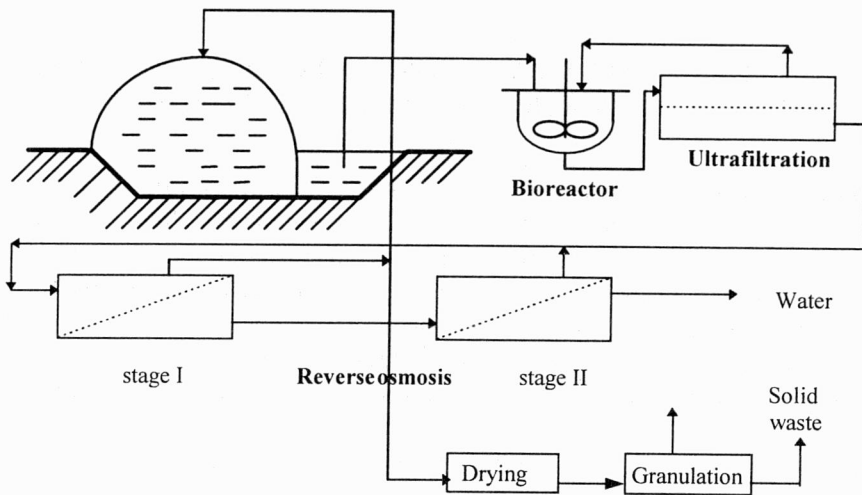 Bioreactor
Ultrafiltration
Water
stage I
Reverseosmosis
stage II
Solid
waste
Drying
Granulation